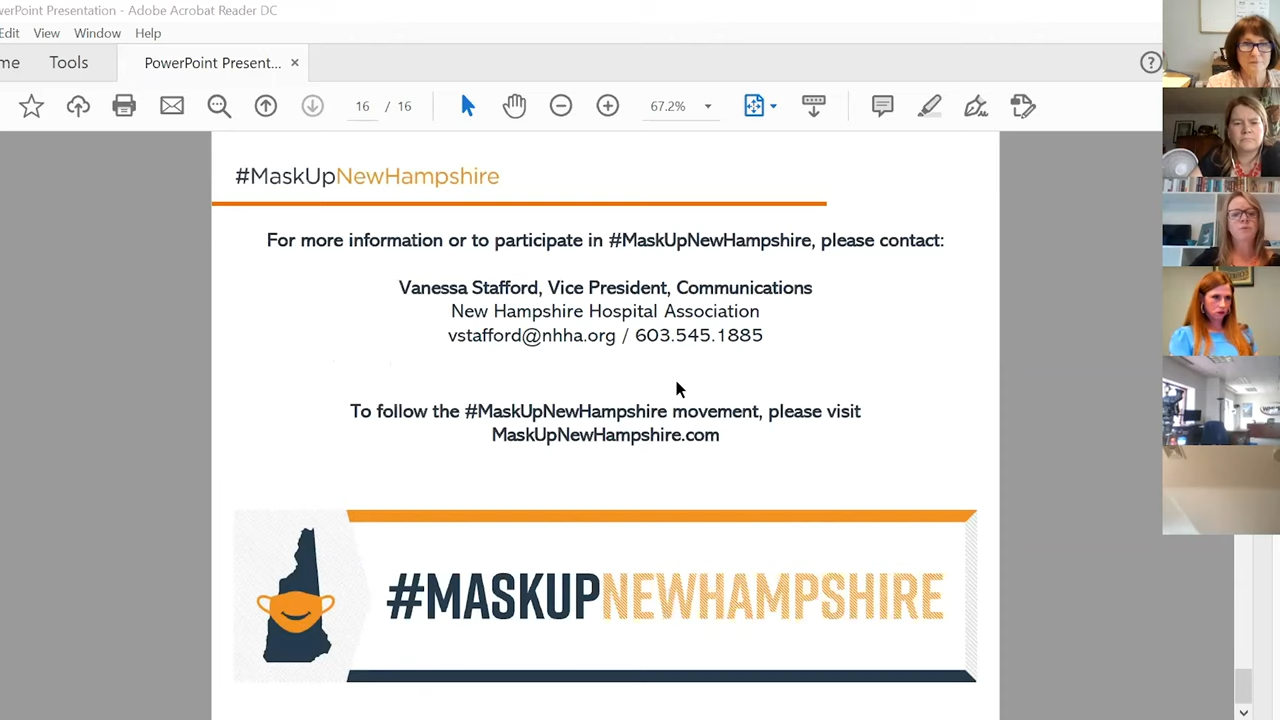 werPoint Presentation - Adobe Acrobat Reader DC
Edit View Window Help
me Tools PowerPoint Present... ×
16 / 16 67.2%
#MaskUpNewHampshire
For more information or to participate in #MaskUpNewHampshire, please contact:
Vanessa Stafford, Vice President, Communications
New Hampshire Hospital Association
vstafford@nhha.org / 603.545.1885
To follow the #MaskUpNewHampshire movement, please visit
MaskUpNewHampshire.com
#MASKUPNEWHAMPSHIRE